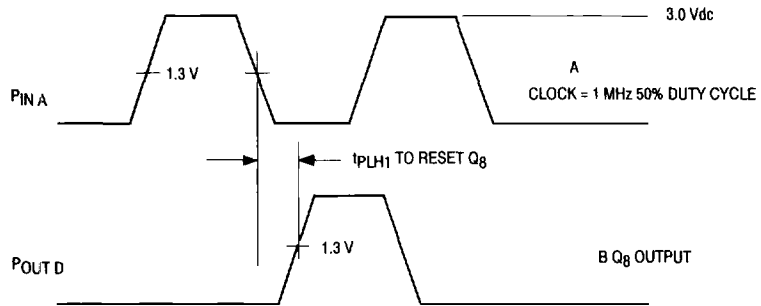 3.0 Vdc
1.3 V
A
PIN A
CLOCK = 1 MHz 50% DUTY CYCLE
tPLH1 TO RESET Q8
1.3 V
POUT D
B Q8 OUTPUT